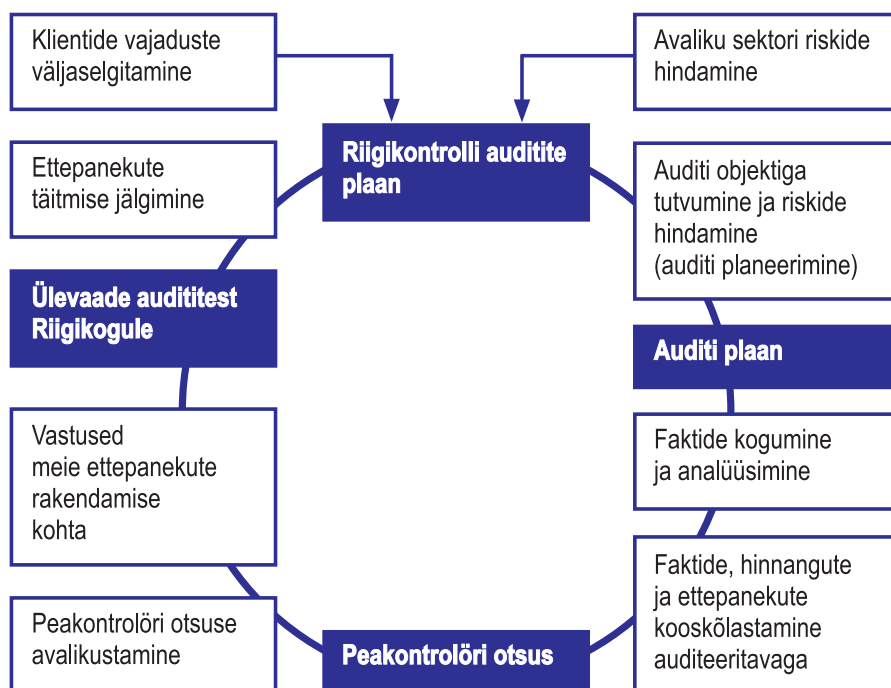 Klientide vajaduste
väljaselgitamine
Avaliku sektori riskide
hindamine
Riigikontrolli auditite
plaan
Ettepanekute
täitmise jälgimine
Auditi objektiga
tutvumine ja riskide
hindamine
(auditi planeerimine)
Ülevaade audititest
Riigikogule
Auditi plaan
Vastused
meie ettepanekute
rakendamise
kohta
Faktide kogumine
ja analüüsimine
Faktide, hinnangute
ja ettepanekute
kooskõlastamine
auditeeritavaga
Peakontrolöri otsuse
avalikustamine
Peakontrolöri otsus